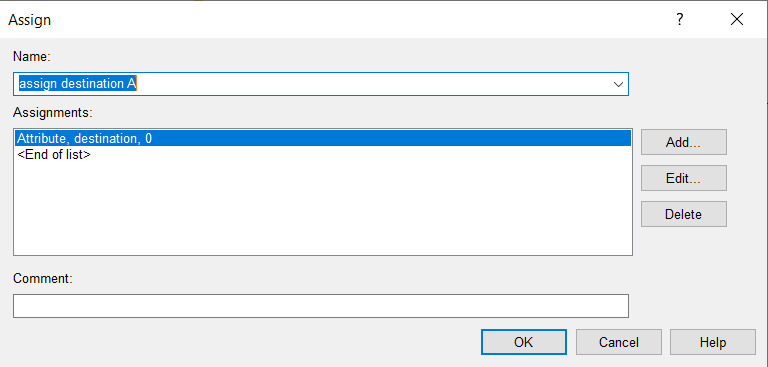 Assign
?
Name:
assign destination A
Assignments:
Attribute, destination, 0
<End of list>
Add...
Edit...
Delete
Comment:
OK
Cancel
Help